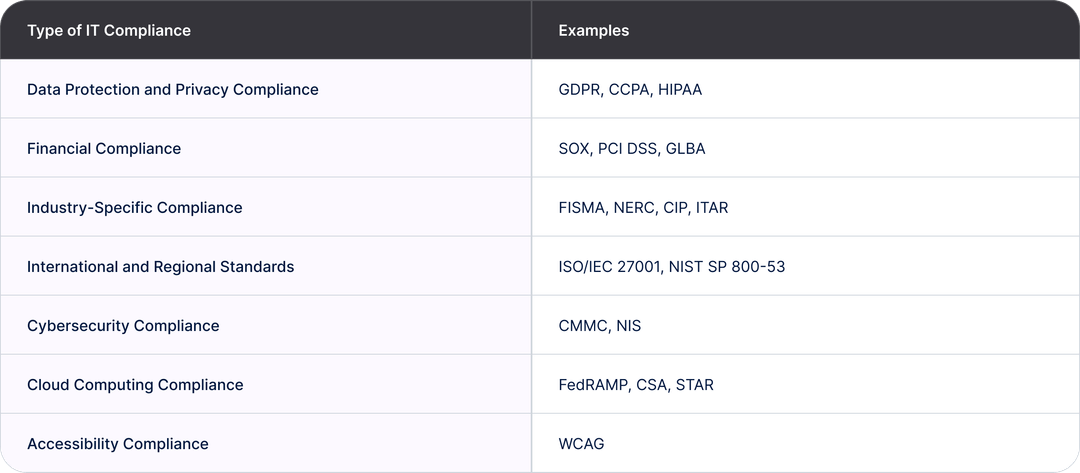 Type of IT Compliance Examples
Data Protection and Privacy Compliance GDPR, CCPA, HIPAA
Financial Compliance SOX, PCI DSS, GLBA
Industry-Specific Compliance FISMA, NERC, CIP, ITAR
International and Regional Standards ISO/IEC 27001, NIST SP 800-53
Cybersecurity Compliance CMMC, NIS
Cloud Computing Compliance FedRAMP, CSA, STAR
Accessibility Compliance WCAG